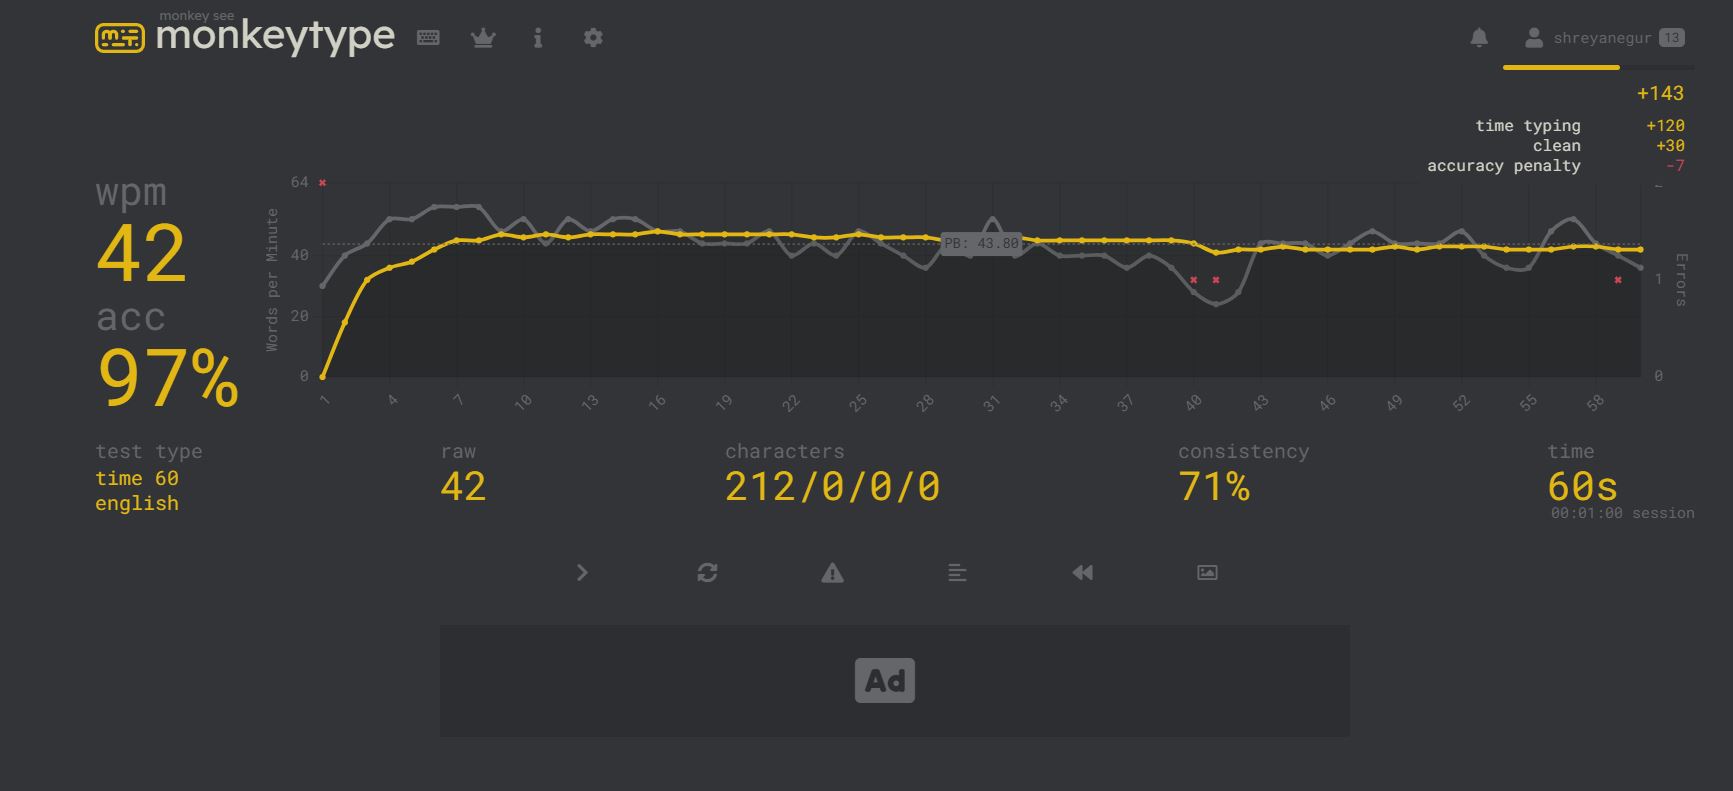 monkey see
monkeytype
shreyanegur 13
+143
time typing +120
clean +30
accuracy penalty -7
wpm
42
acc
97%
Words per Minute
64
40
20
0
PB: 43.80
Errors
1
0
1 4 7 10 13 16 19 22 25 28 31 34 37 40 43 46 49 52 55 58
test type
time 60
english
raw
42
characters
212/0/0/0
consistency
71%
time
60s
00:01:00 session
Ad